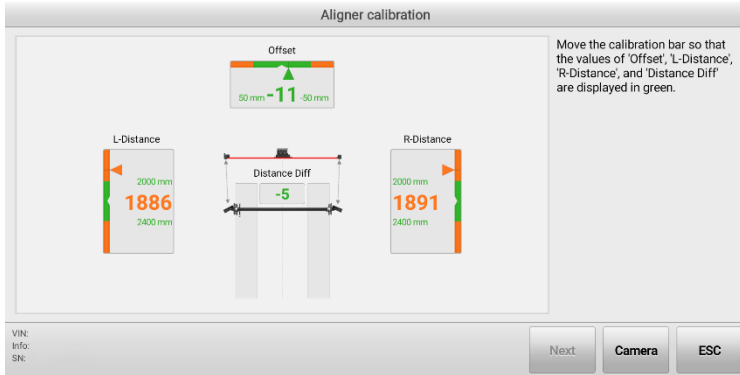 Aligner calibration
Offset
50 mm -11 -50 mm
Move the calibration bar so that
the values of 'Offset', 'L-Distance',
'R-Distance', and 'Distance Diff'
are displayed in green.
L-Distance
2000 mm
1886
2400 mm
Distance Diff
-5
R-Distance
2000 mm
1891
2400 mm
VIN:
Info:
SN:
Next
Camera
ESC